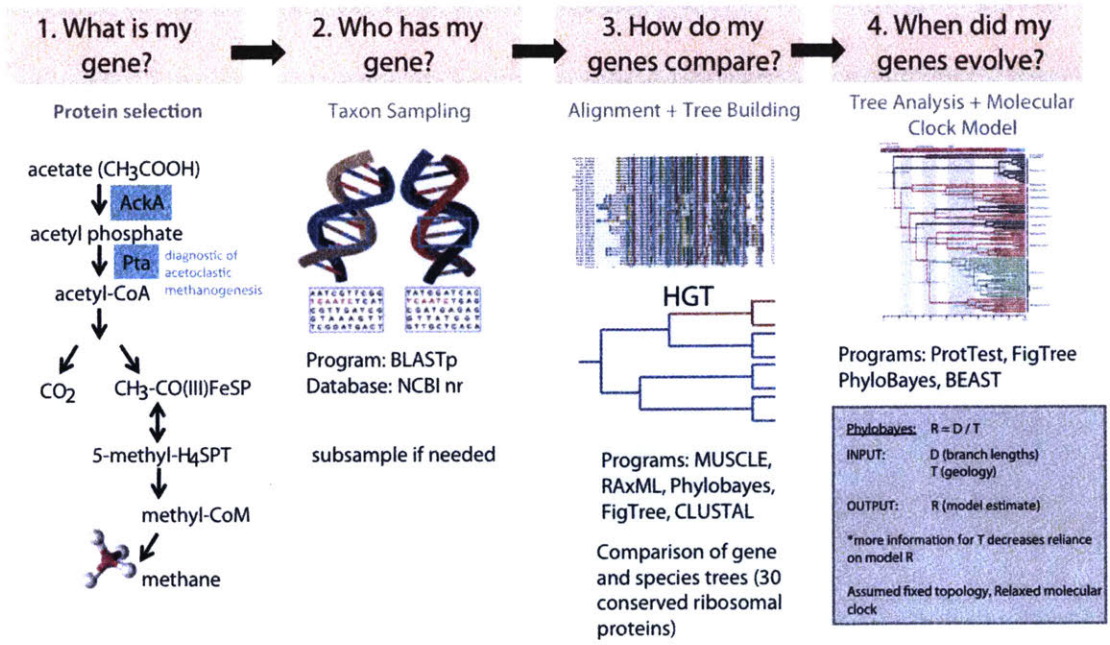 1. What is my
gene?
Protein selection
acetate (CH3COOH)
AckA
acetyl phosphate
Pta
diagnostic of
acetoclastic
methanogenesis
acetyl-CoA
CO2
CH3-CO(III)FeSP
5-methyl-H4SPT
methyl-CoM
methane
2. Who has my
gene?
Taxon Sampling
Program: BLASTp
Database: NCBI nr
subsample if needed
3. How do my
genes compare?
Alignment + Tree Building
HGT
Programs: MUSCLE,
RAxML, Phylobayes,
FigTree, CLUSTAL
Comparison of gene
and species trees (30
conserved ribosomal
proteins)
4. When did my
genes evolve?
Tree Analysis + Molecular
Clock Model
Programs: ProtTest, FigTree
PhyloBayes, BEAST
Phylobayes: R = D / T
INPUT: D (branch lengths)
T (geology)
OUTPUT: R (model estimate)
*more information for T decreases reliance
on model R
Assumed fixed topology, Relaxed molecular
clock